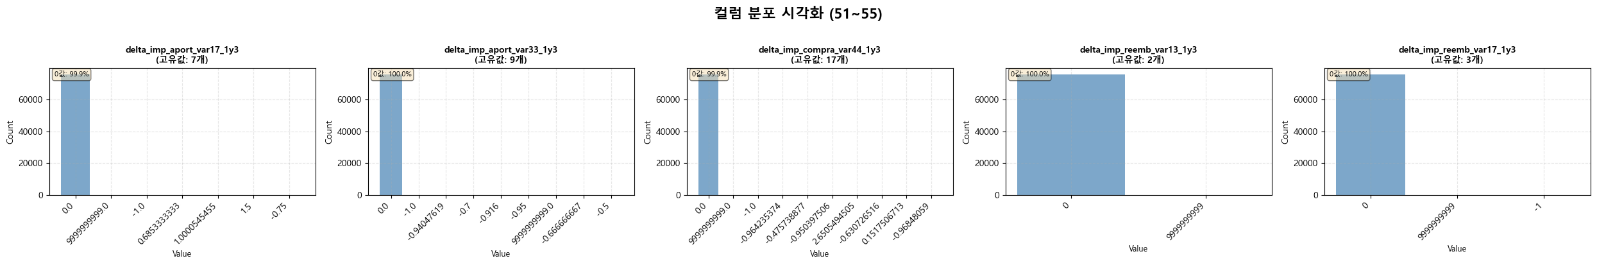 컬럼 분포 시각화 (51~55)
delta_imp_aport_var17_1y3
(고유값: 7개)
0값: 99.9%
Count
60000
40000
20000
0
0.0
9999999999.0
-1.0
0.6853333333
1.0000545455
1.5
-0.75
Value
delta_imp_aport_var33_1y3
(고유값: 9개)
0값: 100.0%
Count
60000
40000
20000
0
0.0
-1.0
-0.94047619
-0.7
-0.916
-0.95
9999999999.0
-0.666666667
-0.5
Value
delta_imp_compra_var44_1y3
(고유값: 17개)
0값: 99.9%
Count
60000
40000
20000
0
0.0
9999999999.0
-1.0
-0.964235374
-0.475738877
-0.950397506
2.6505494505
-0.630726516
0.1517506713
-0.96848059
Value
delta_imp_reemb_var13_1y3
(고유값: 2개)
0값: 100.0%
Count
60000
40000
20000
0
0
9999999999
Value
delta_imp_reemb_var17_1y3
(고유값: 3개)
0값: 100.0%
Count
60000
40000
20000
0
0
9999999999
-1
Value